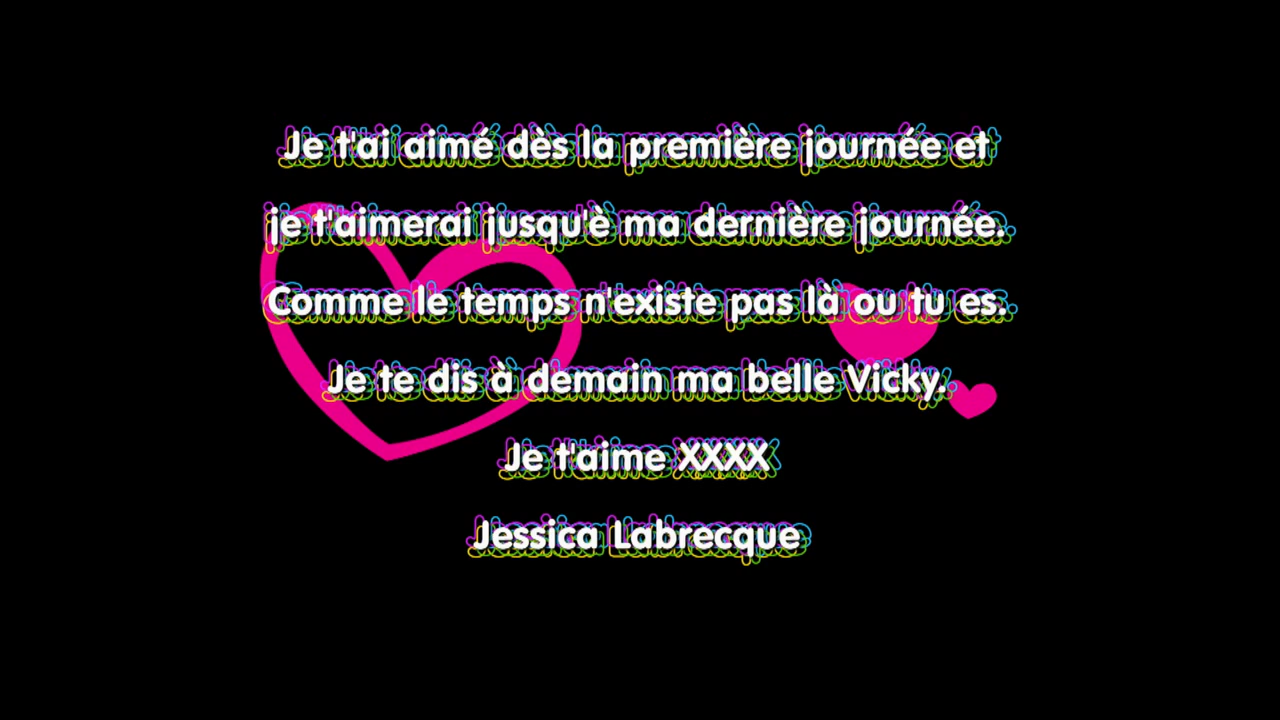 Je t'ai aimé dès la première journée et
je t'aimerai jusqu'è ma dernière journée.
Comme le temps n'existe pas là ou tu es.
Je te dis à demain ma belle Vicky.
Je t'aime XXXX
Jessica Labrecque